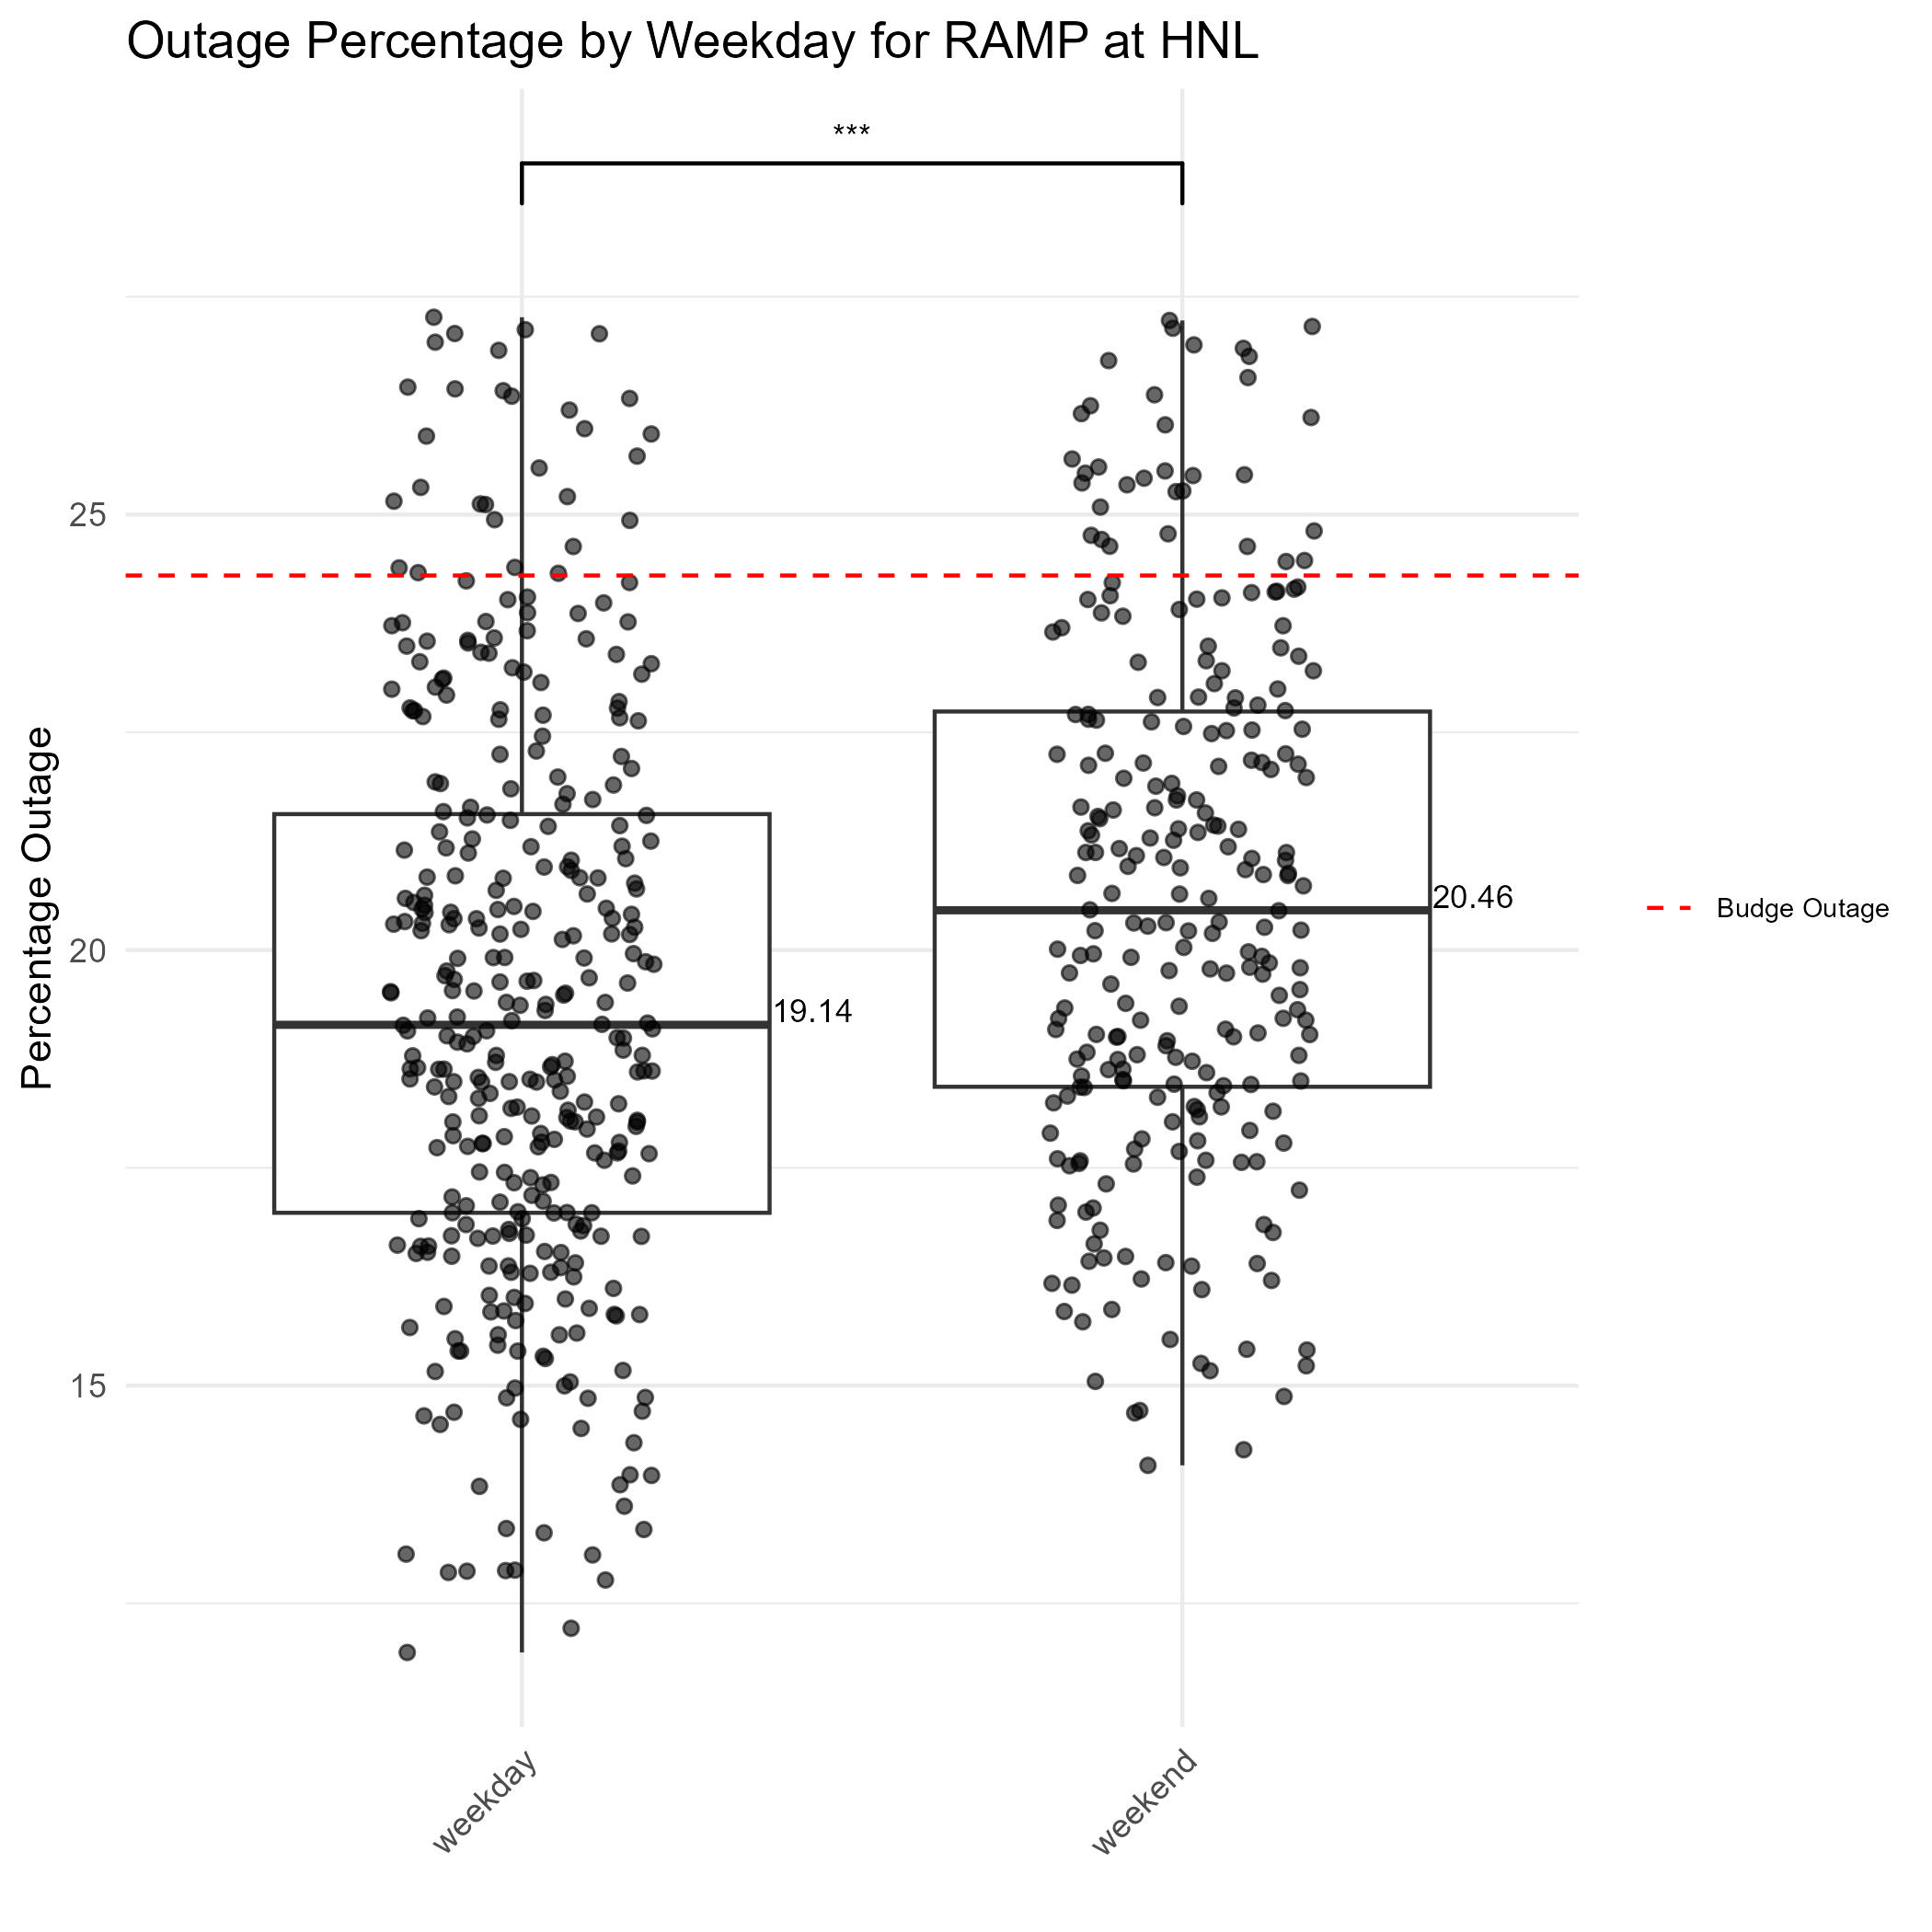 Outage Percentage by Weekday for RAMP at HNL
***
Percentage Outage
25
20
15
19.14
20.46
Budge Outage
weekday
weekend